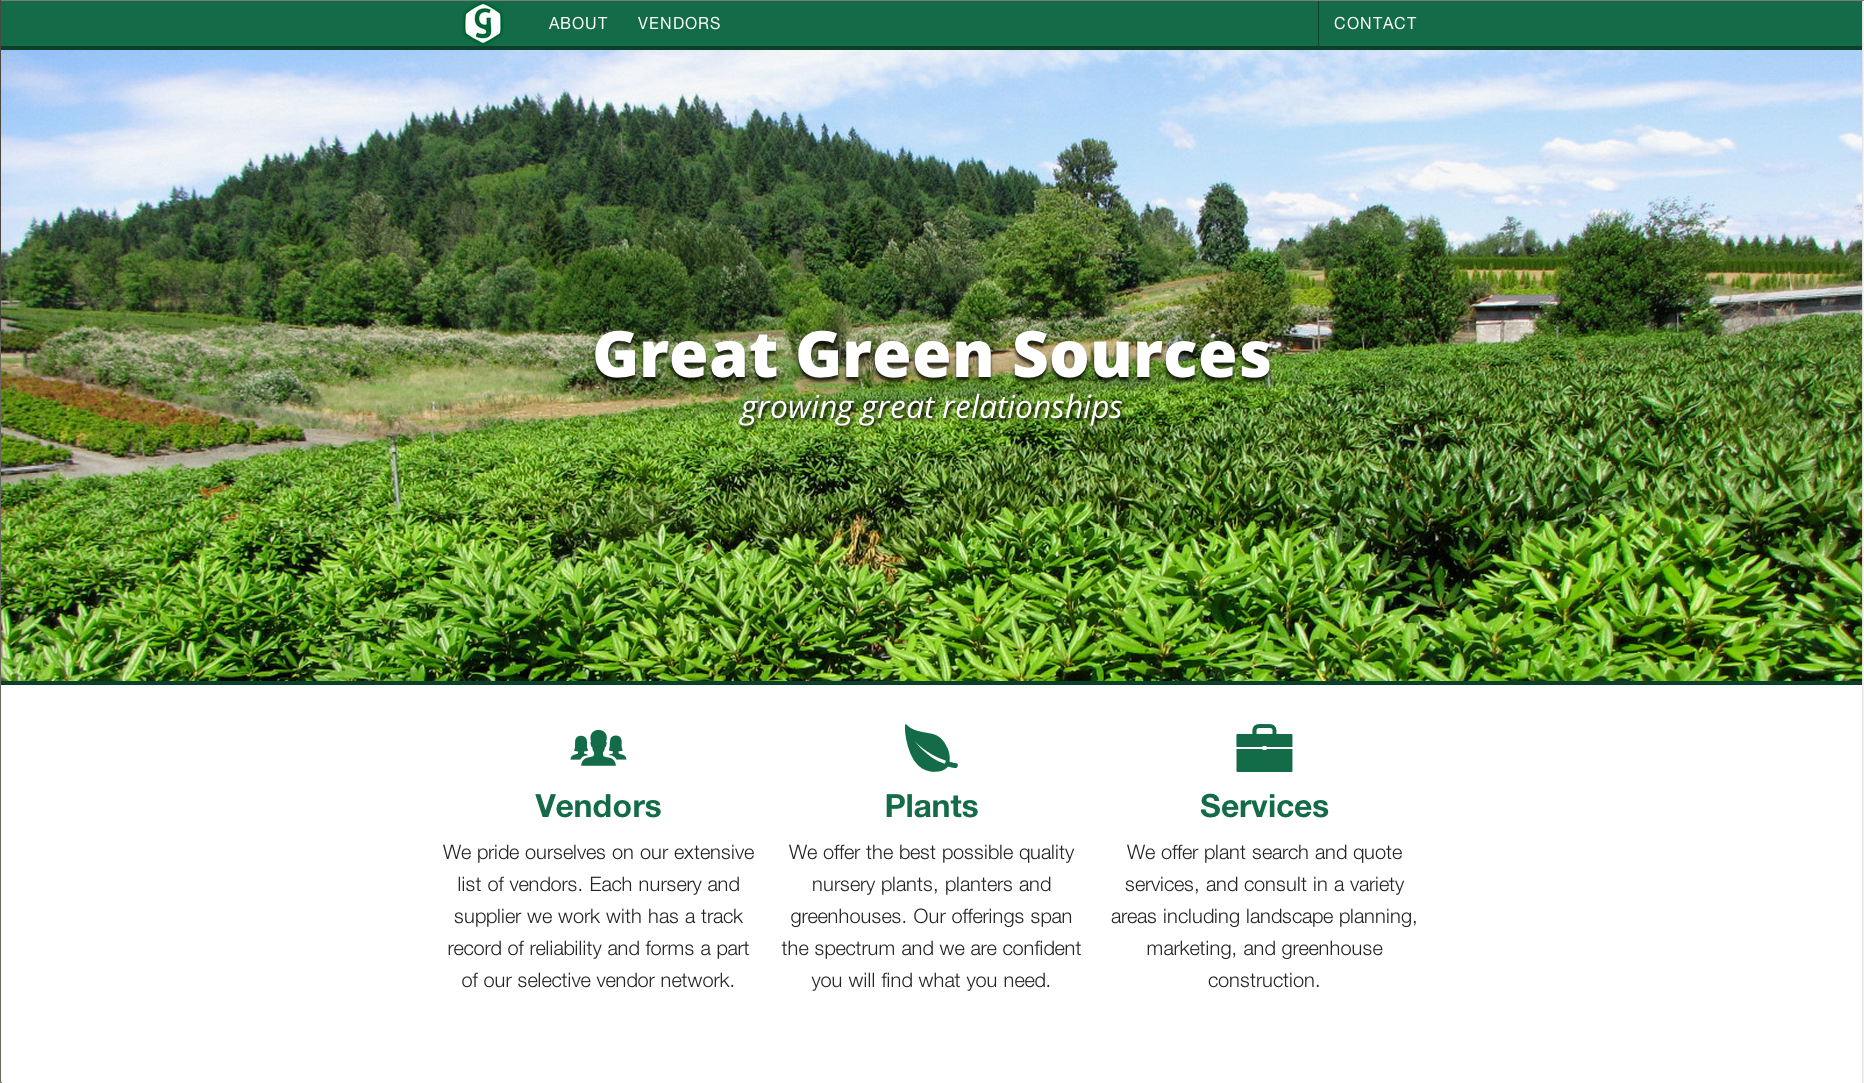 g
ABOUT
VENDORS
CONTACT
Great Green Sources
growing great relationships
Vendors
We pride ourselves on our extensive
list of vendors. Each nursery and
supplier we work with has a track
record of reliability and forms a part
of our selective vendor network.
Plants
We offer the best possible quality
nursery plants, planters and
greenhouses. Our offerings span
the spectrum and we are confident
you will find what you need.
Services
We offer plant search and quote
services, and consult in a variety
areas including landscape planning,
marketing, and greenhouse
construction.